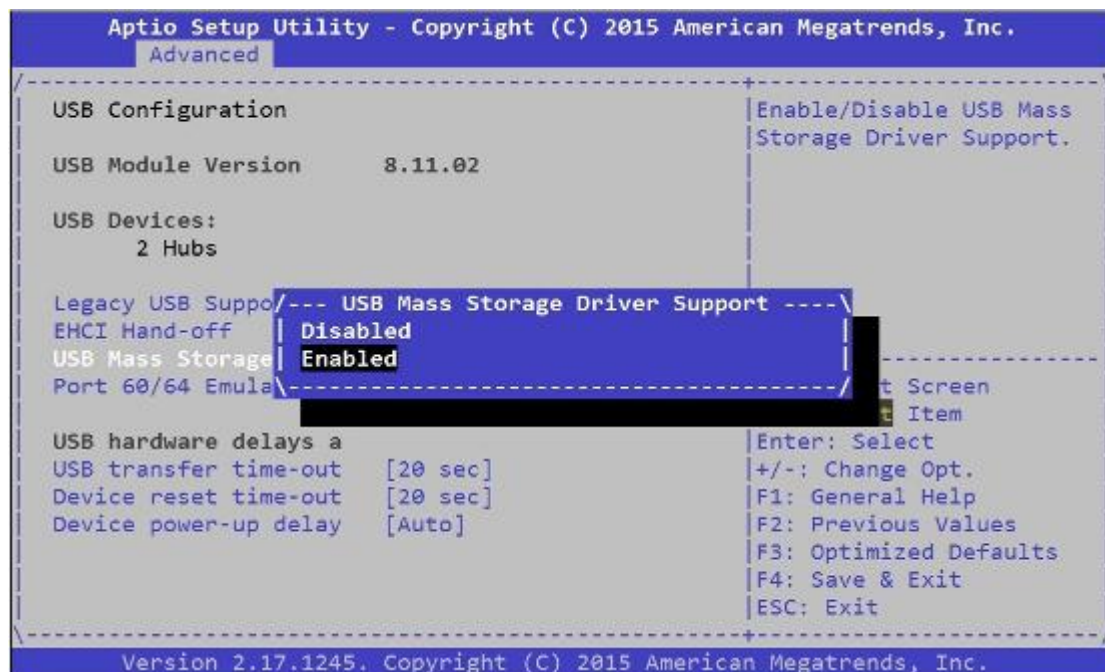 Aptio Setup Utility - Copyright (C) 2015 American Megatrends, Inc.
Advanced
USB Configuration
Enable/Disable USB Mass
Storage Driver Support.
USB Module Version 8.11.02
USB Devices:
2 Hubs
Legacy USB Suppo
/--- USB Mass Storage Driver Support ----\
EHCI Hand-off
Disabled
USB Mass Storage
Enabled
Port 60/64 Emula
t Screen
t Item
USB hardware delays a
Enter: Select
USB transfer time-out [20 sec]
+/-: Change Opt.
Device reset time-out [20 sec]
F1: General Help
Device power-up delay [Auto]
F2: Previous Values
F3: Optimized Defaults
F4: Save & Exit
ESC: Exit
Version 2.17.1245. Copyright (C) 2015 American Megatrends, Inc.